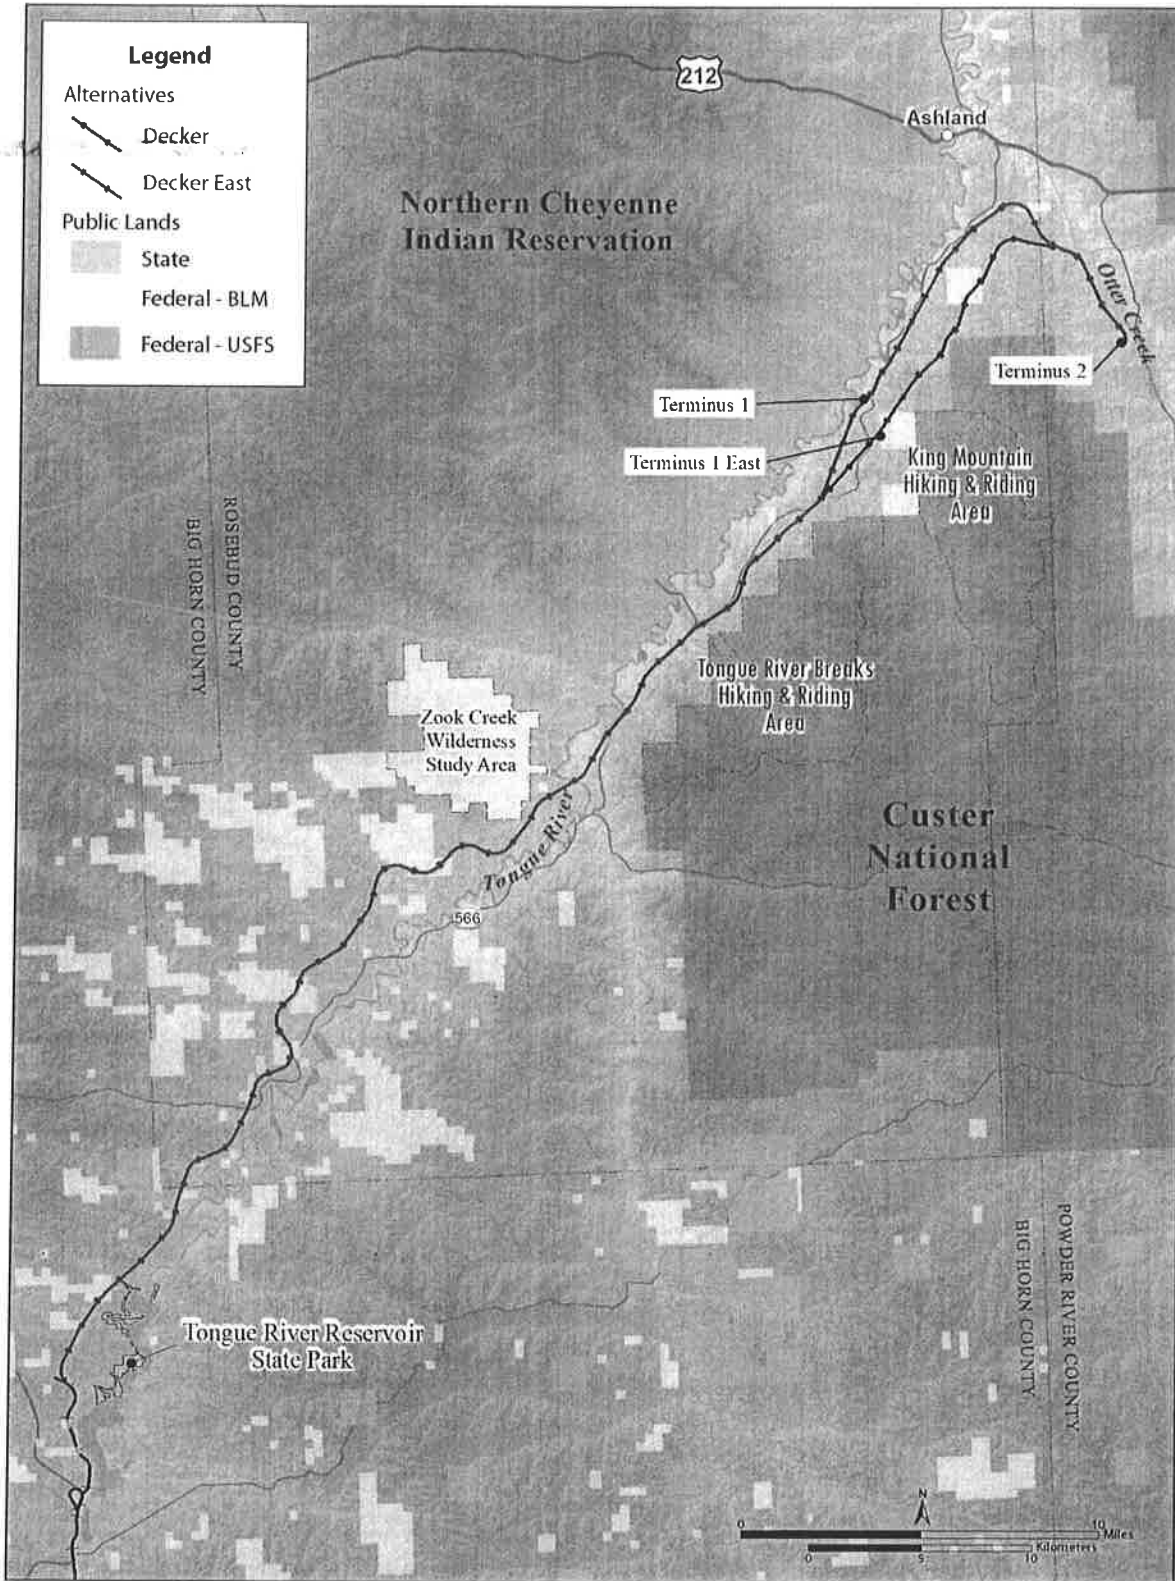 Legend
Alternatives
Decker
Decker East
Public Lands
State
Federal - BLM
Federal - USFS
212
Ashland
Northern Cheyenne
Indian Reservation
Otter Creek
Terminus 2
Terminus 1
Terminus 1 East
King Mountain
Hiking & Riding
Area
ROSEBUD COUNTY
BIG HORN COUNTY
Tongue River Breaks
Hiking & Riding
Area
Zook Creek
Wilderness
Study Area
Tongue River
Custer
National
Forest
566
POWDER RIVER COUNTY
BIG HORN COUNTY
Tongue River Reservoir
State Park
N
0 10
Miles
Kilometers
0 5 10